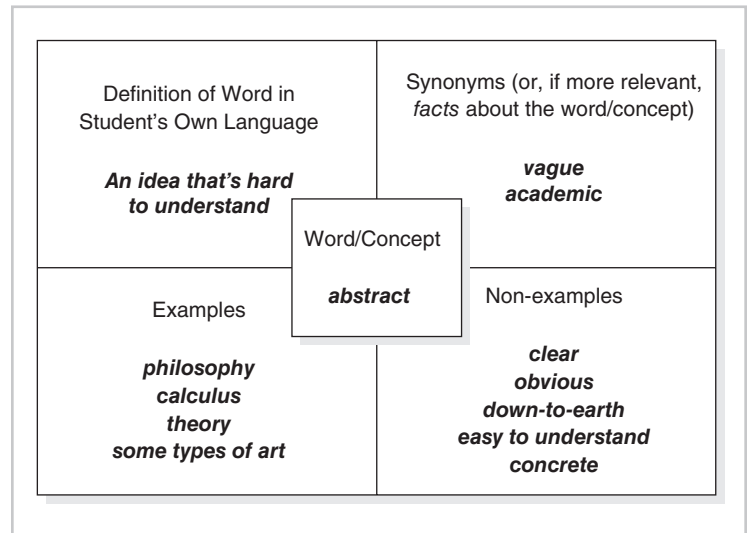 Definition of Word in
Student's Own Language
An idea that's hard
to understand
Synonyms (or, if more relevant,
facts about the word/concept)
vague
academic
Word/Concept
abstract
Examples
philosophy
calculus
theory
some types of art
Non-examples
clear
obvious
down-to-earth
easy to understand
concrete